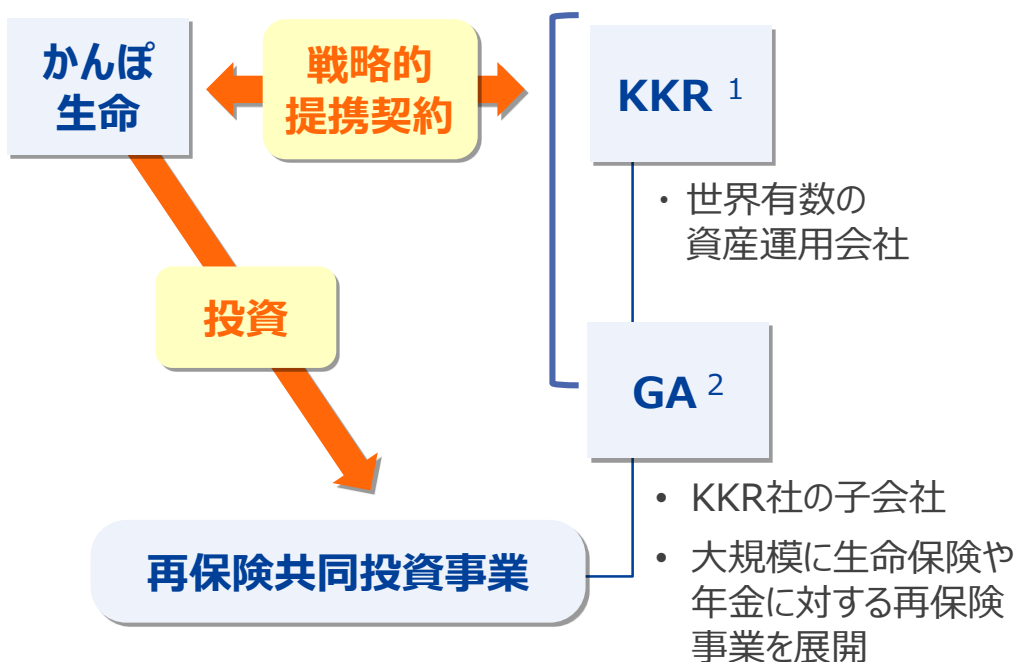 かんぽ
生命
戦略的
提携契約
KKR 1
・世界有数の
資産運用会社
投資
GA 2
• KKR社の子会社
• 大規模に生命保険や
年金に対する再保険
事業を展開
再保険共同投資事業